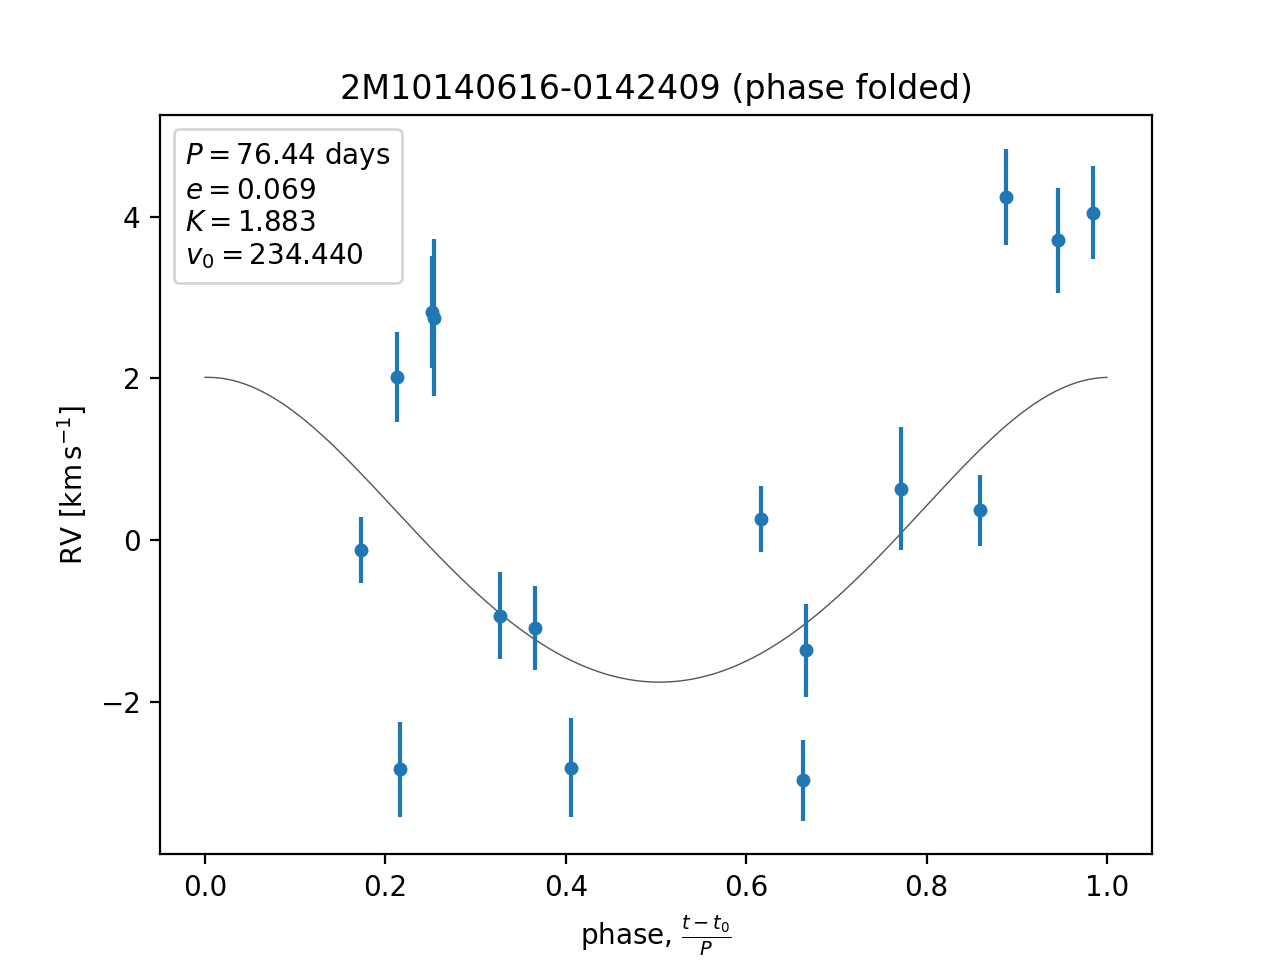 2M10140616-0142409 (phase folded)
P = 76.44 days
e = 0.069
K = 1.883
v₀ = 234.440
RV [km s⁻¹]
4
2
0
−2
0.0 0.2 0.4 0.6 0.8 1.0
phase, (t − t₀)/P